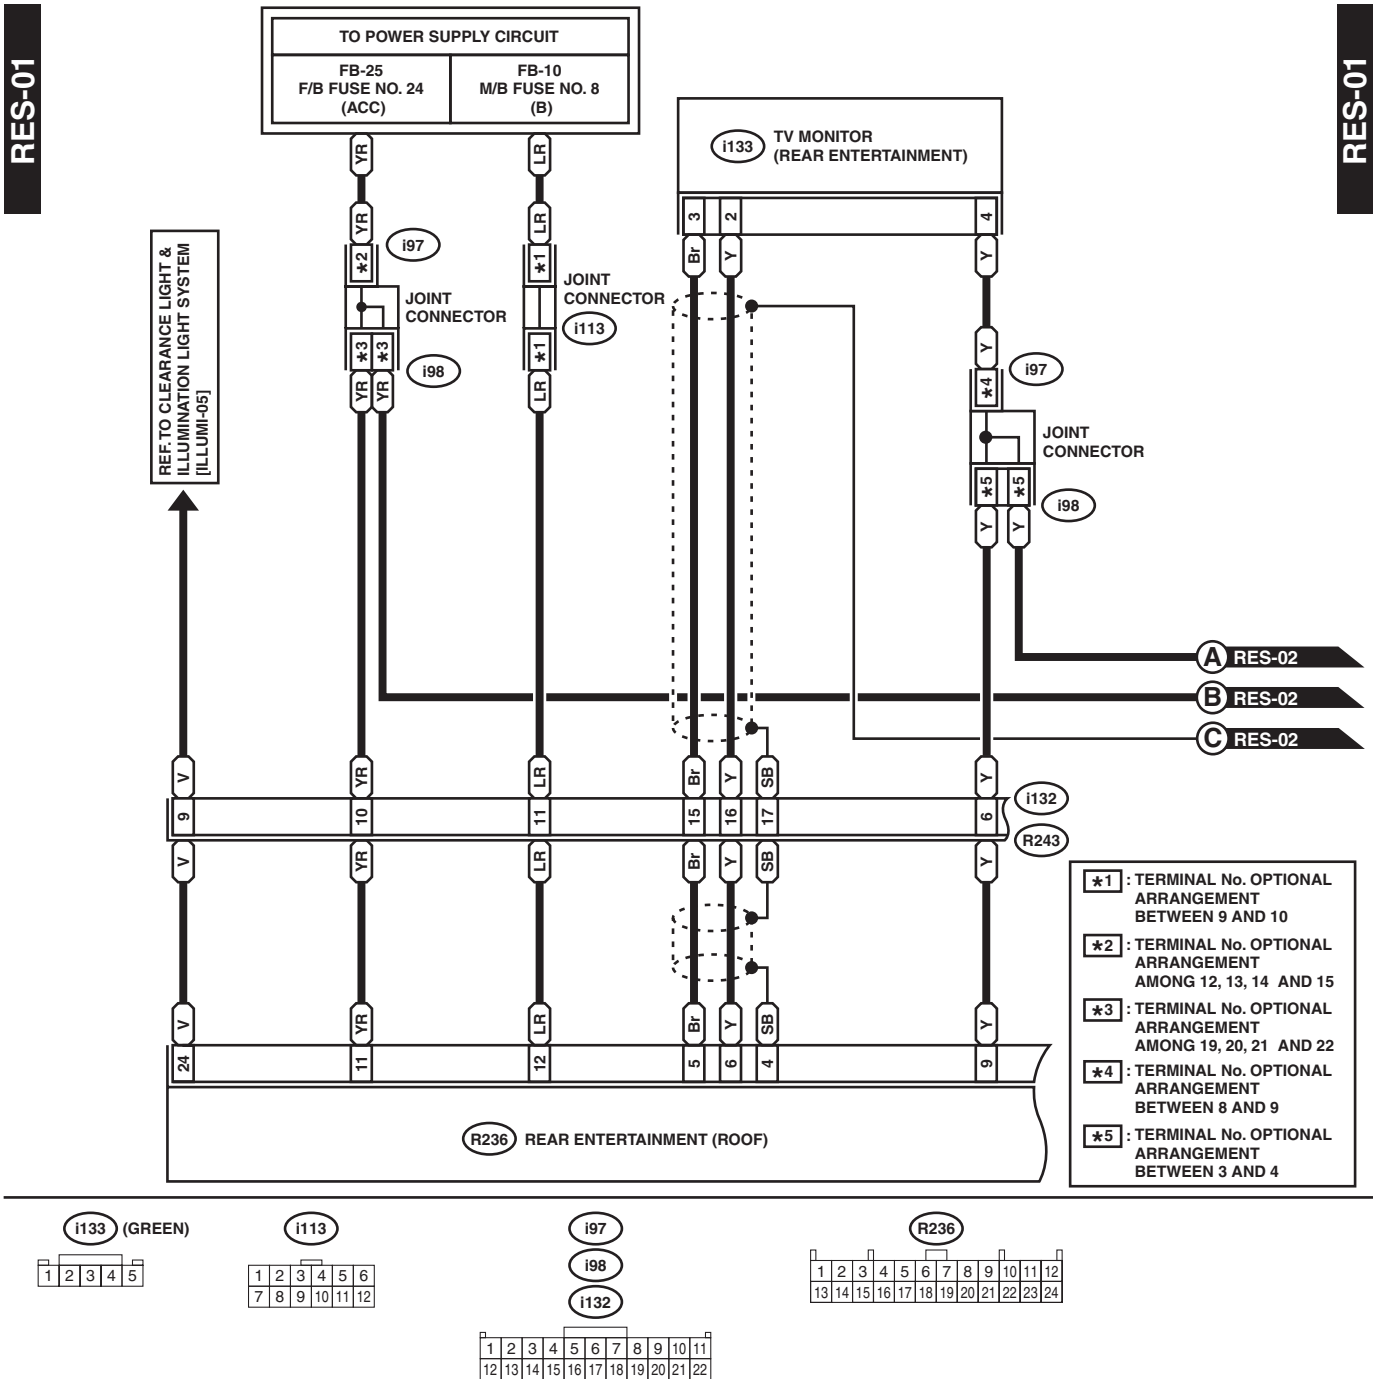 RES-01
RES-01
TO POWER SUPPLY CIRCUIT
FB-25
F/B FUSE NO. 24
(ACC)
FB-10
M/B FUSE NO. 8
(B)
i133
TV MONITOR
(REAR ENTERTAINMENT)
YR
LR
3
2
4
YR
LR
Br
Y
Y
REF. TO CLEARANCE LIGHT &
ILLUMINATION LIGHT SYSTEM
[ILLUMI-05]
*2
i97
*1
JOINT
CONNECTOR
JOINT
CONNECTOR
i113
*3
*3
*1
YR
YR
i98
LR
Y
*4
i97
JOINT
CONNECTOR
*5
*5
i98
Y
Y
A RES-02
B RES-02
C RES-02
V
YR
LR
Br
Y
SB
Y
9
10
11
15
16
17
6
i132
R243
V
YR
LR
Br
Y
SB
Y
*1 : TERMINAL No. OPTIONAL
ARRANGEMENT
BETWEEN 9 AND 10
*2 : TERMINAL No. OPTIONAL
ARRANGEMENT
AMONG 12, 13, 14 AND 15
*3 : TERMINAL No. OPTIONAL
ARRANGEMENT
AMONG 19, 20, 21 AND 22
*4 : TERMINAL No. OPTIONAL
ARRANGEMENT
BETWEEN 8 AND 9
*5 : TERMINAL No. OPTIONAL
ARRANGEMENT
BETWEEN 3 AND 4
V
YR
LR
Br
Y
SB
Y
24
11
12
5
6
4
9
R236 REAR ENTERTAINMENT (ROOF)
i133 (GREEN)
1 2 3 4 5
i113
1 2 3 4 5 6
7 8 9 10 11 12
i97
i98
i132
1 2 3 4 5 6 7 8 9 10 11
12 13 14 15 16 17 18 19 20 21 22
R236
1 2 3 4 5 6 7 8 9 10 11 12
13 14 15 16 17 18 19 20 21 22 23 24